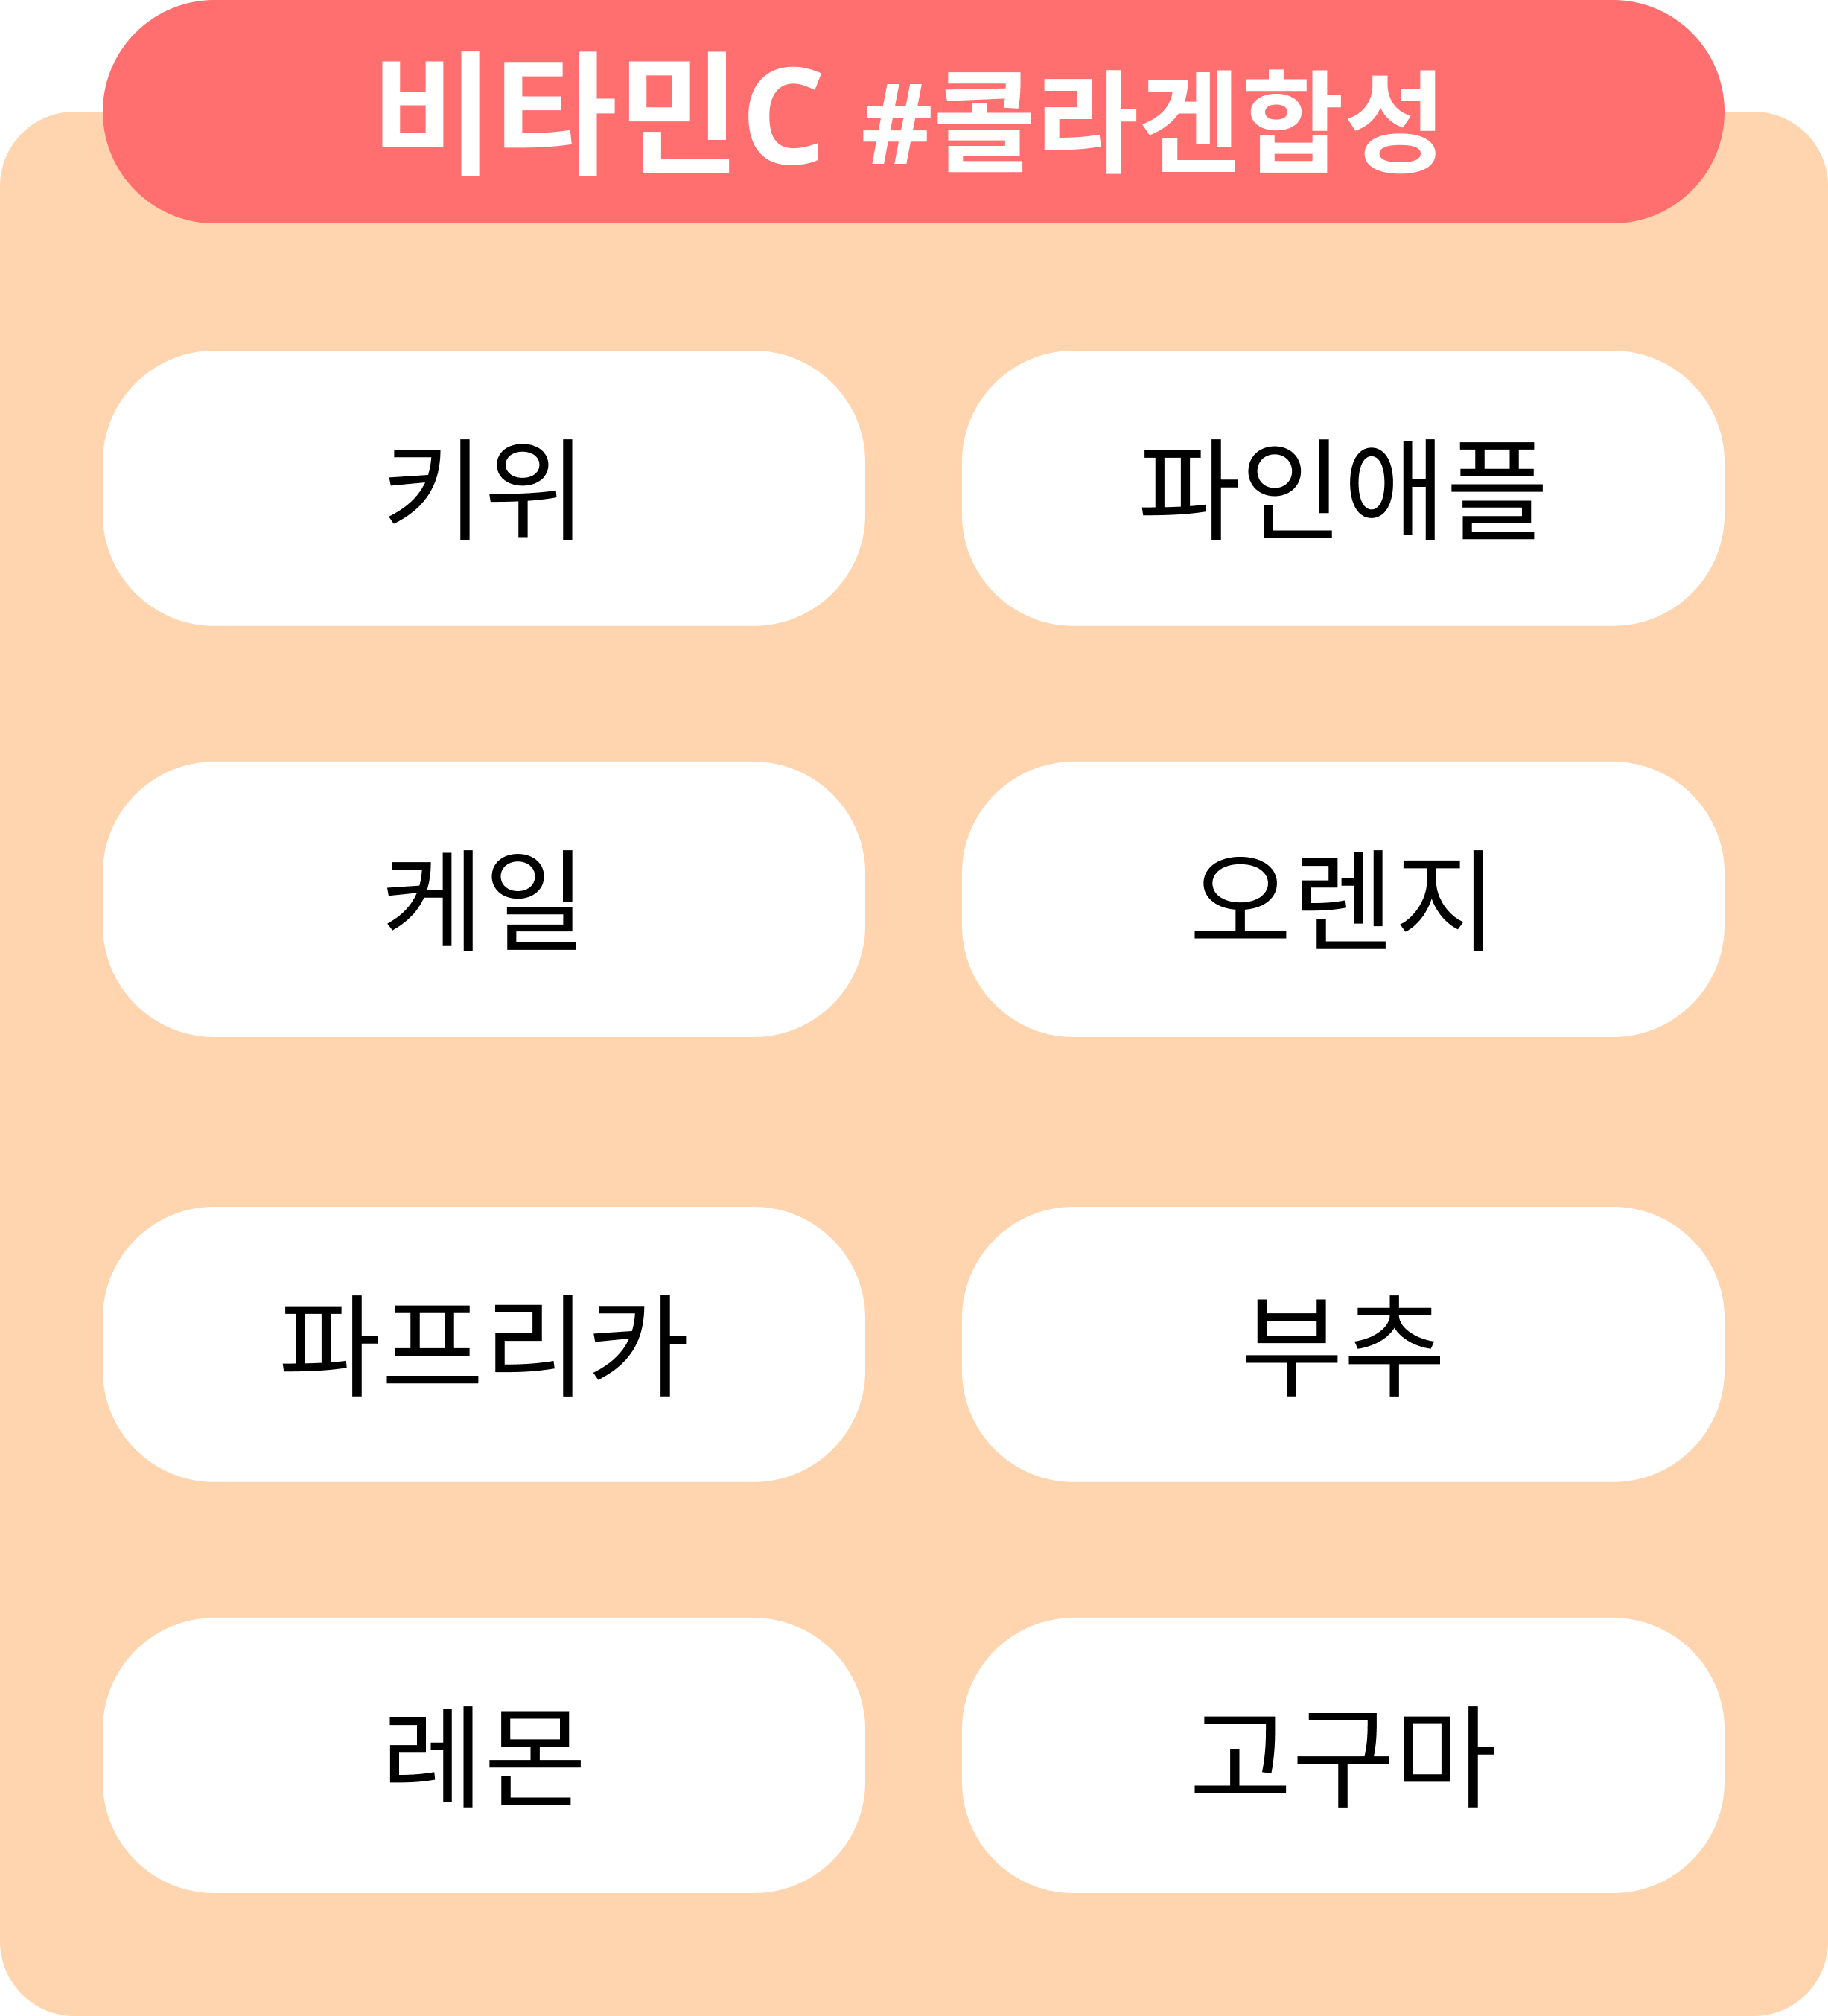 비타민C #콜라겐합성
키위
파인애플
케일
오렌지
파프리카
부추
레몬
고구마